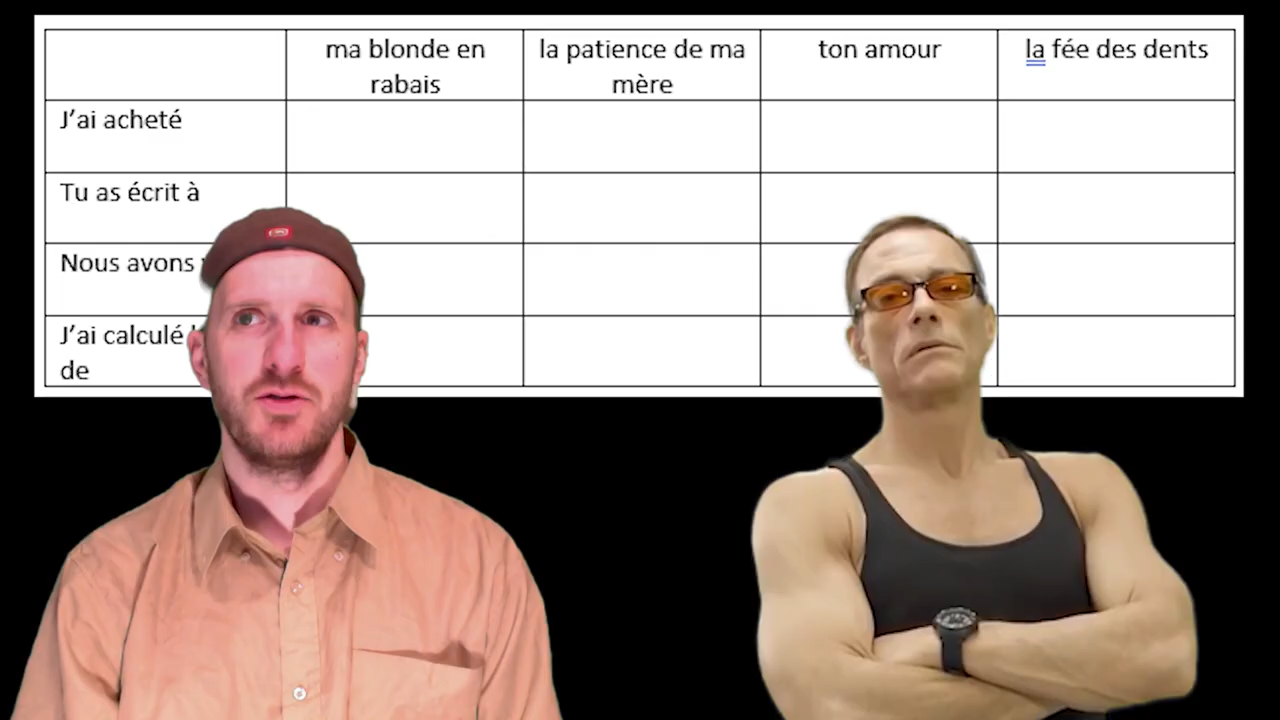 ma blonde en
rabais
la patience de ma
mère
ton amour
la fée des dents
J'ai acheté
Tu as écrit à
Nous avons
J'ai calculé
de